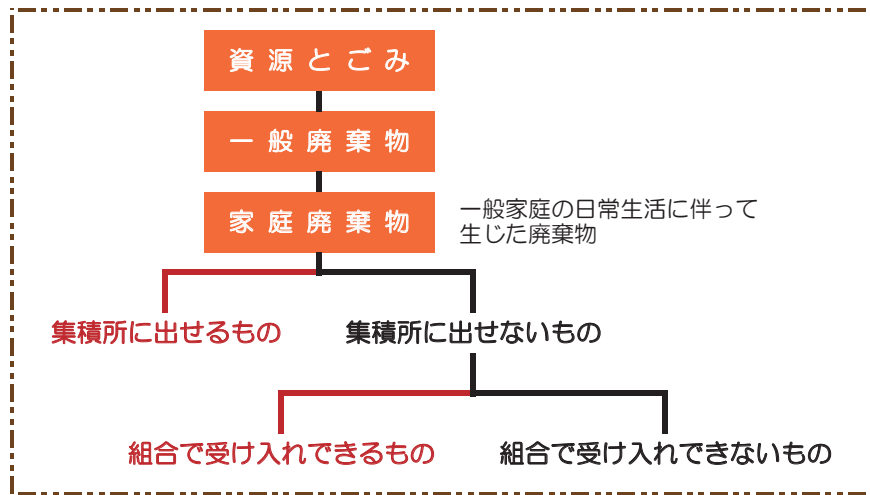 資源とごみ
一般廃棄物
家庭廃棄物
一般家庭の日常生活に伴って
生じた廃棄物
集積所に出せるもの
集積所に出せないもの
組合で受け入れできるもの
組合で受け入れできないもの